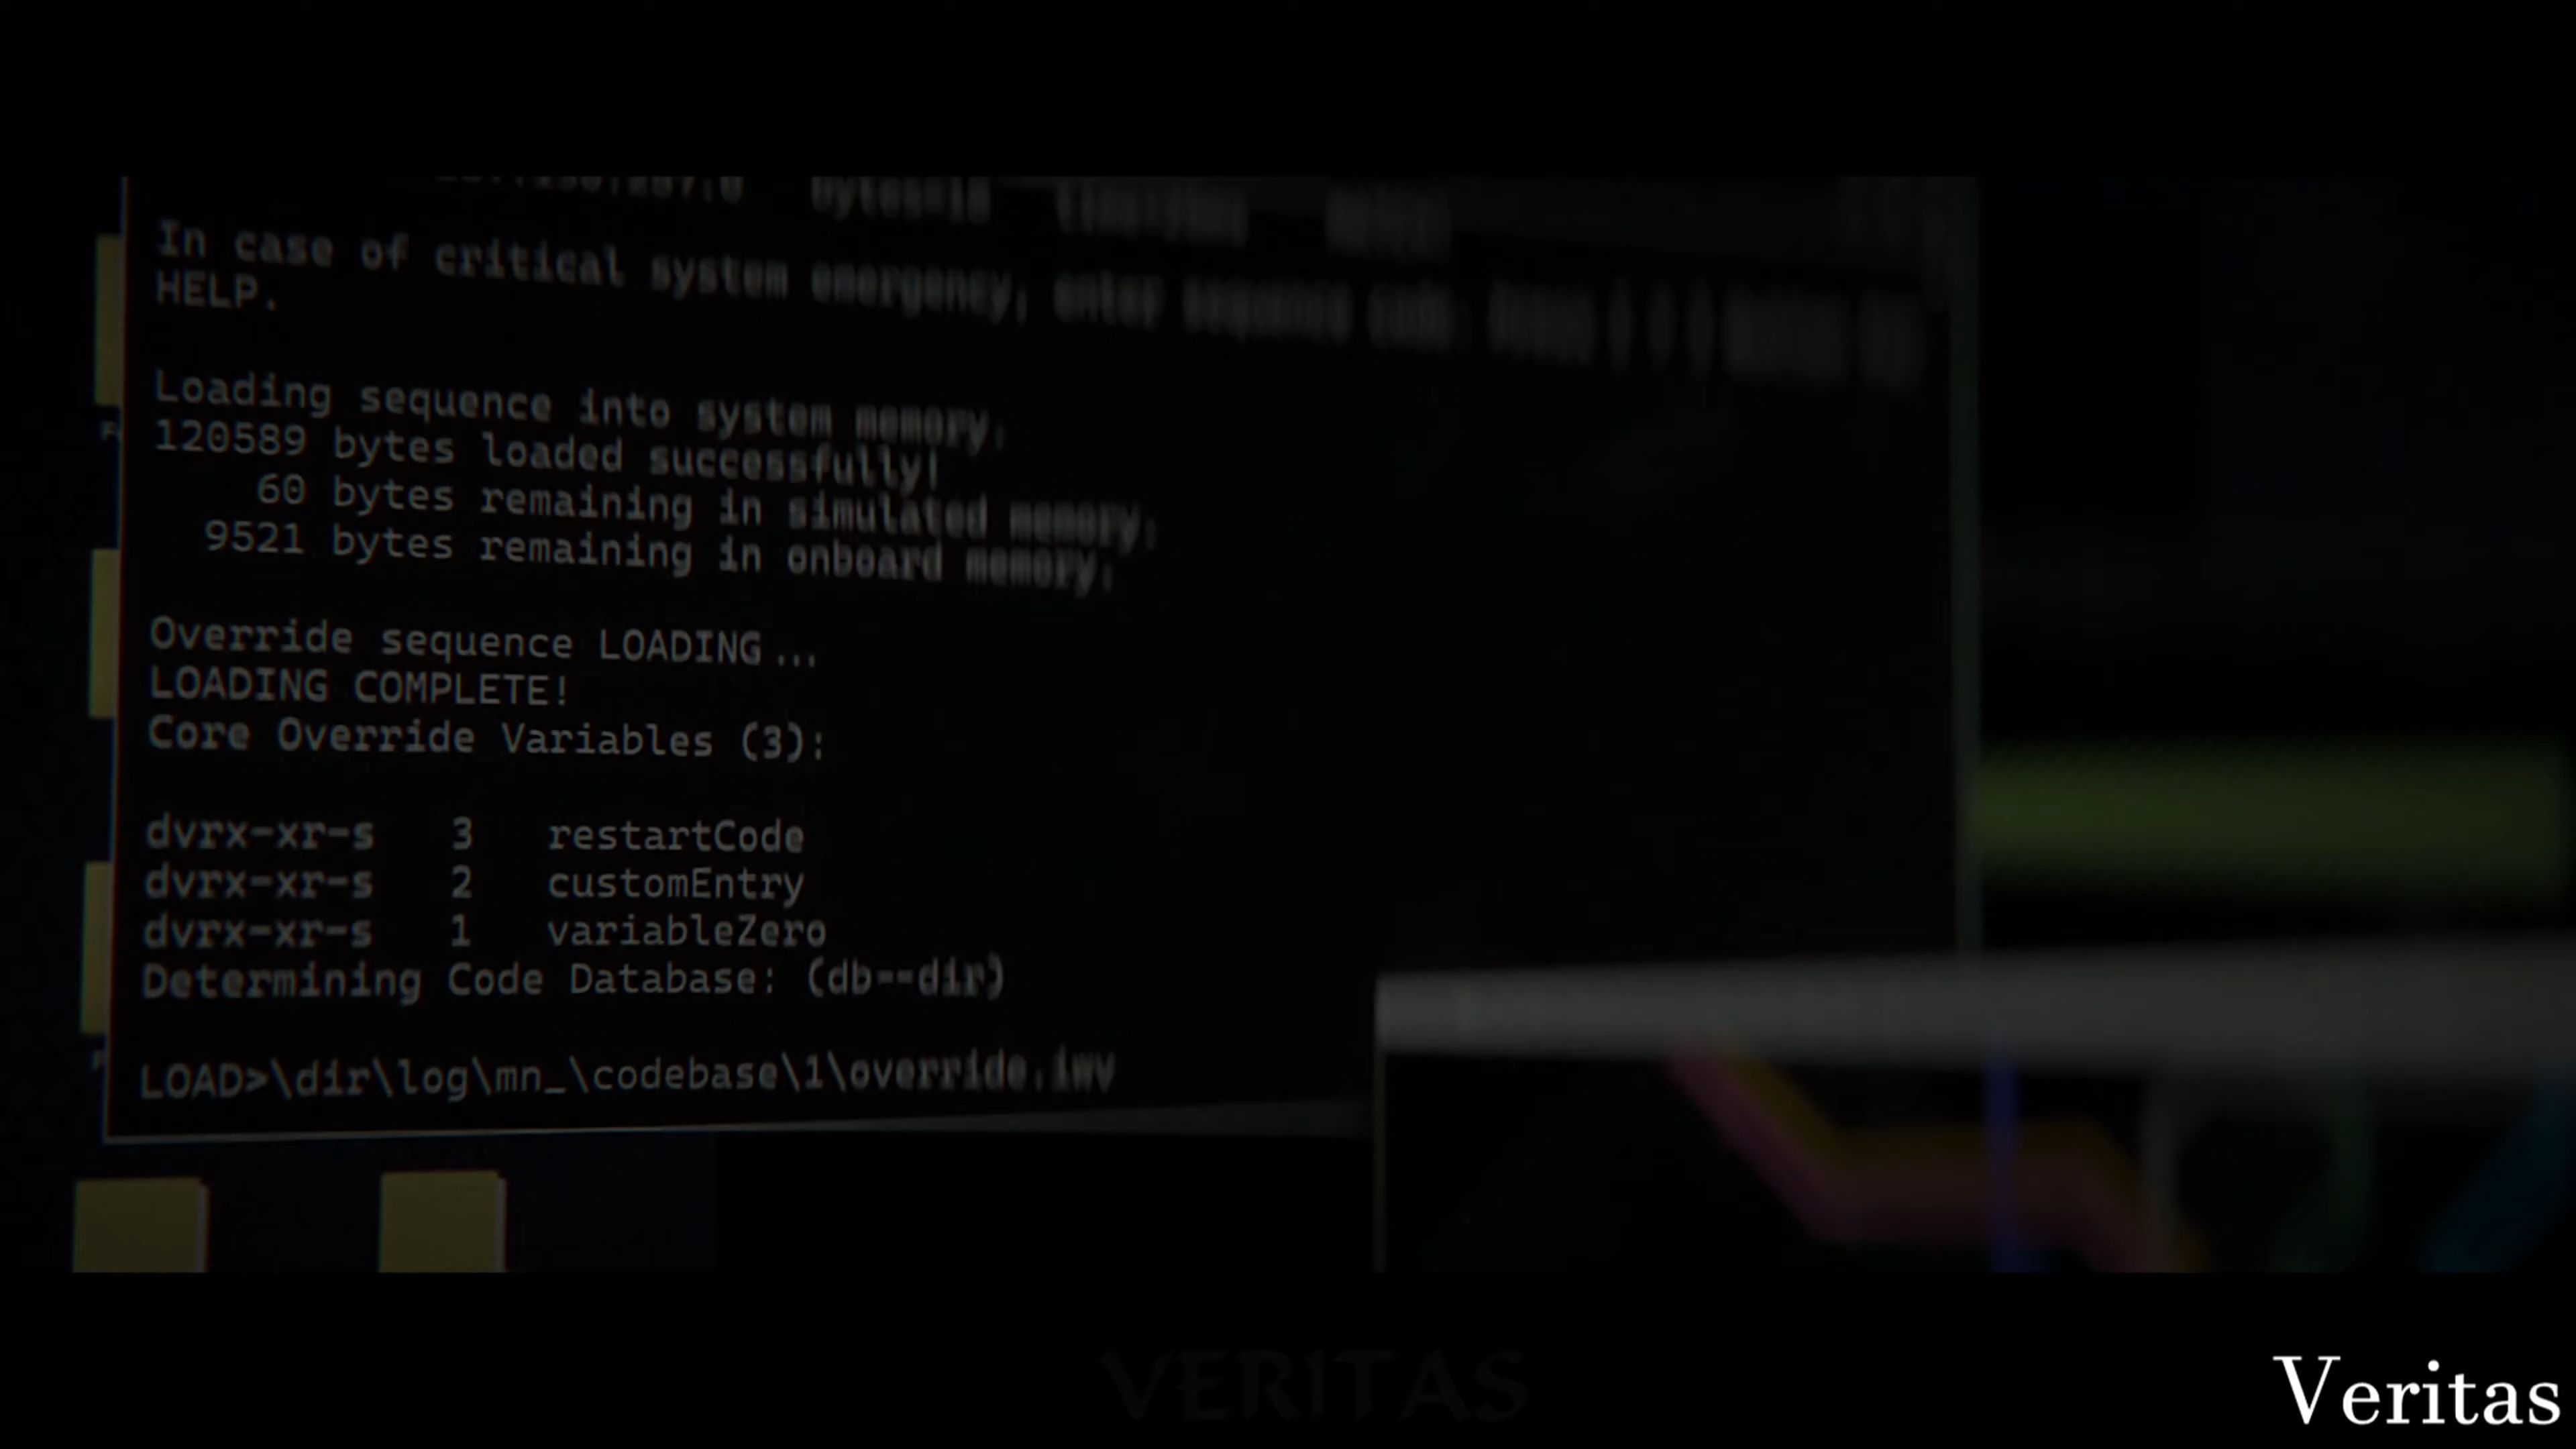 In case of critical system emergency, enter sequence code:
HELP.
Loading sequence into system memory.
120589 bytes loaded successfully!
60 bytes remaining in simulated memory.
9521 bytes remaining in onboard memory.
Override sequence LOADING...
LOADING COMPLETE!
Core Override Variables (3):
dvrx-xr-s 3 restartCode
dvrx-xr-s 2 customEntry
dvrx-xr-s 1 variableZero
Determining Code Database: (db--dir)
LOAD>\dir\log\mn_\codebase\1\override.iwv
VERITAS
Veritas